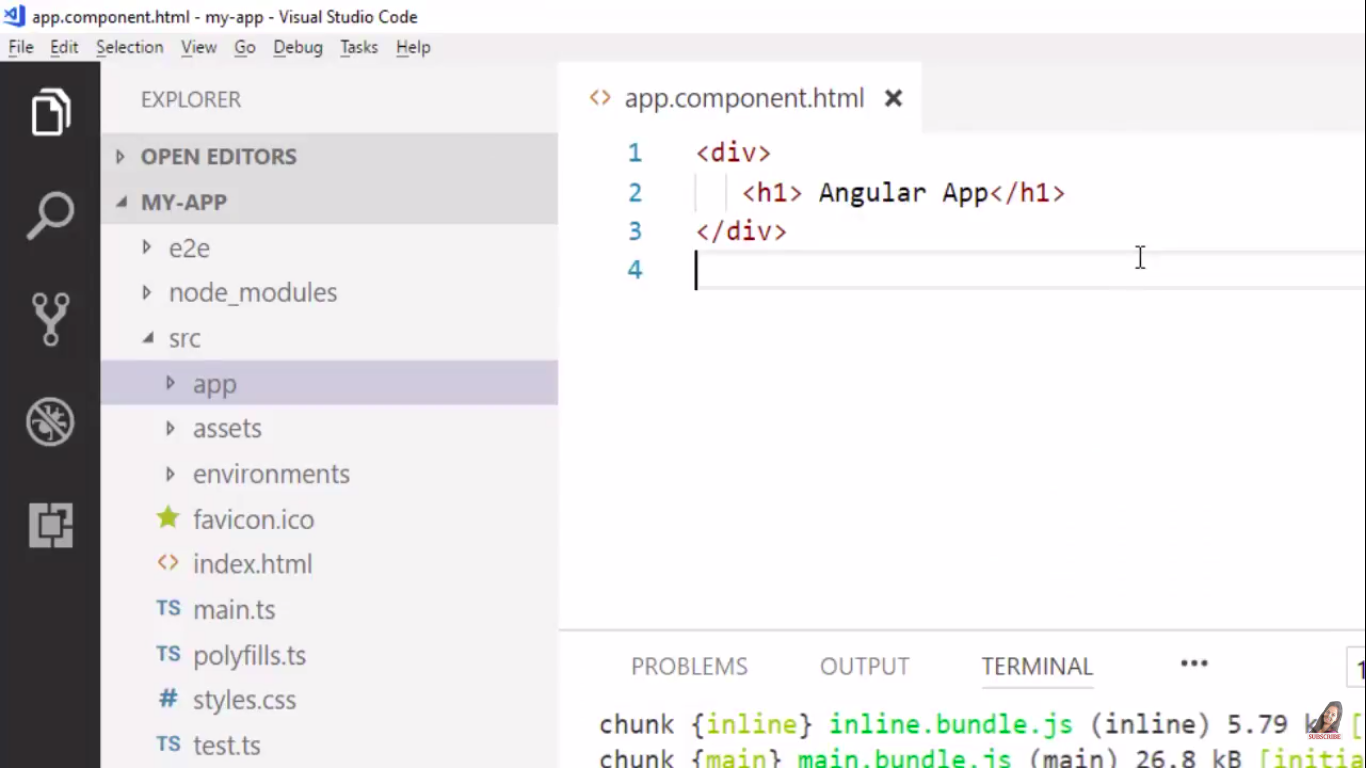 app.component.html - my-app - Visual Studio Code
File Edit Selection View Go Debug Tasks Help
EXPLORER
OPEN EDITORS
MY-APP
e2e
node_modules
src
app
assets
environments
favicon.ico
<> index.html
TS main.ts
TS polyfills.ts
# styles.css
TS test.ts
<> app.component.html
1 <div>
2 <h1> Angular App</h1>
3 </div>
4
PROBLEMS OUTPUT TERMINAL •••
1
chunk {inline} inline.bundle.js (inline) 5.79 k [
chunk {main} main.bundle.js (main) 26.8 kB [initia
SUBSCRIBE